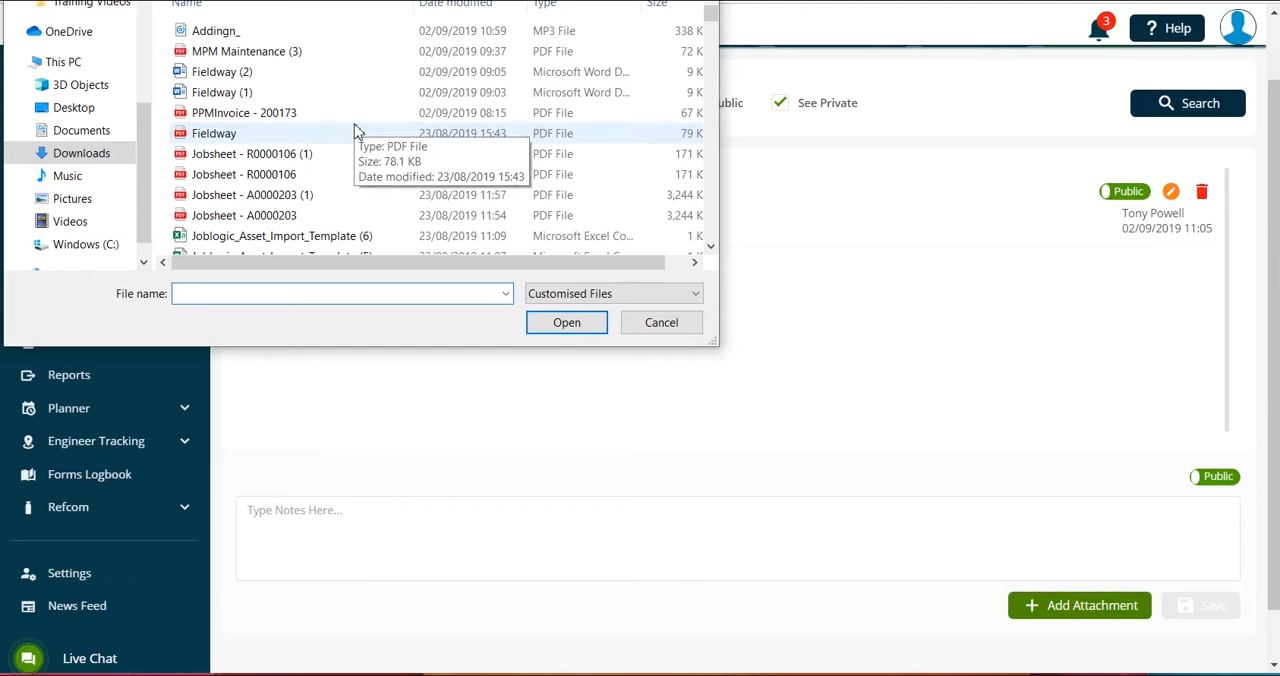 Training Videos
Name Date modified Type Size
OneDrive
This PC
3D Objects
Desktop
Documents
Downloads
Music
Pictures
Videos
Windows (C:)
Addingn_ 02/09/2019 10:59 MP3 File 338 K
MPM Maintenance (3) 02/09/2019 09:37 PDF File 72 K
Fieldway (2) 02/09/2019 09:05 Microsoft Word D... 9 K
Fieldway (1) 02/09/2019 09:03 Microsoft Word D... 9 K
PPMInvoice - 200173 02/09/2019 08:15 PDF File 67 K
Fieldway 23/08/2019 15:43 PDF File 79 K
Jobsheet - R0000106 (1) PDF File 171 K
Jobsheet - R0000106 PDF File 171 K
Jobsheet - A0000203 (1) 23/08/2019 11:57 PDF File 3,244 K
Jobsheet - A0000203 23/08/2019 11:54 PDF File 3,244 K
Joblogic_Asset_Import_Template (6) 23/08/2019 11:09 Microsoft Excel Co... 1 K
Type: PDF File
Size: 78.1 KB
Date modified: 23/08/2019 15:43
File name:
Customised Files
Open
Cancel
3
? Help
ublic
See Private
Search
Public
Tony Powell
02/09/2019 11:05
Reports
Planner
Engineer Tracking
Forms Logbook
Refcom
Settings
News Feed
Live Chat
Public
Type Notes Here...
+ Add Attachment
Save